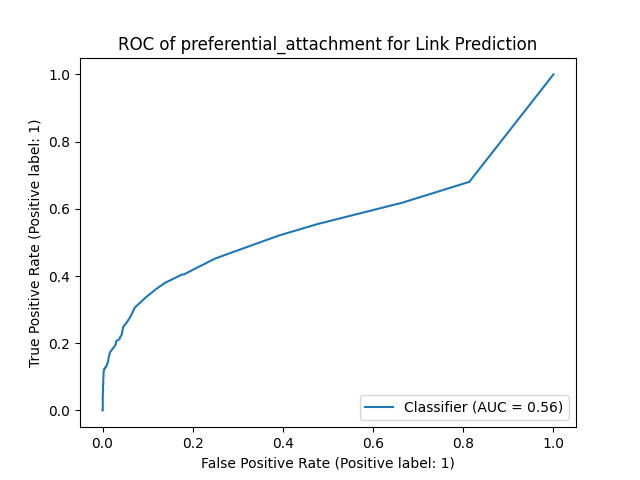 ROC of preferential_attachment for Link Prediction
True Positive Rate (Positive label: 1)
1.0
0.8
0.6
0.4
0.2
0.0
Classifier (AUC = 0.56)
0.0 0.2 0.4 0.6 0.8 1.0
False Positive Rate (Positive label: 1)